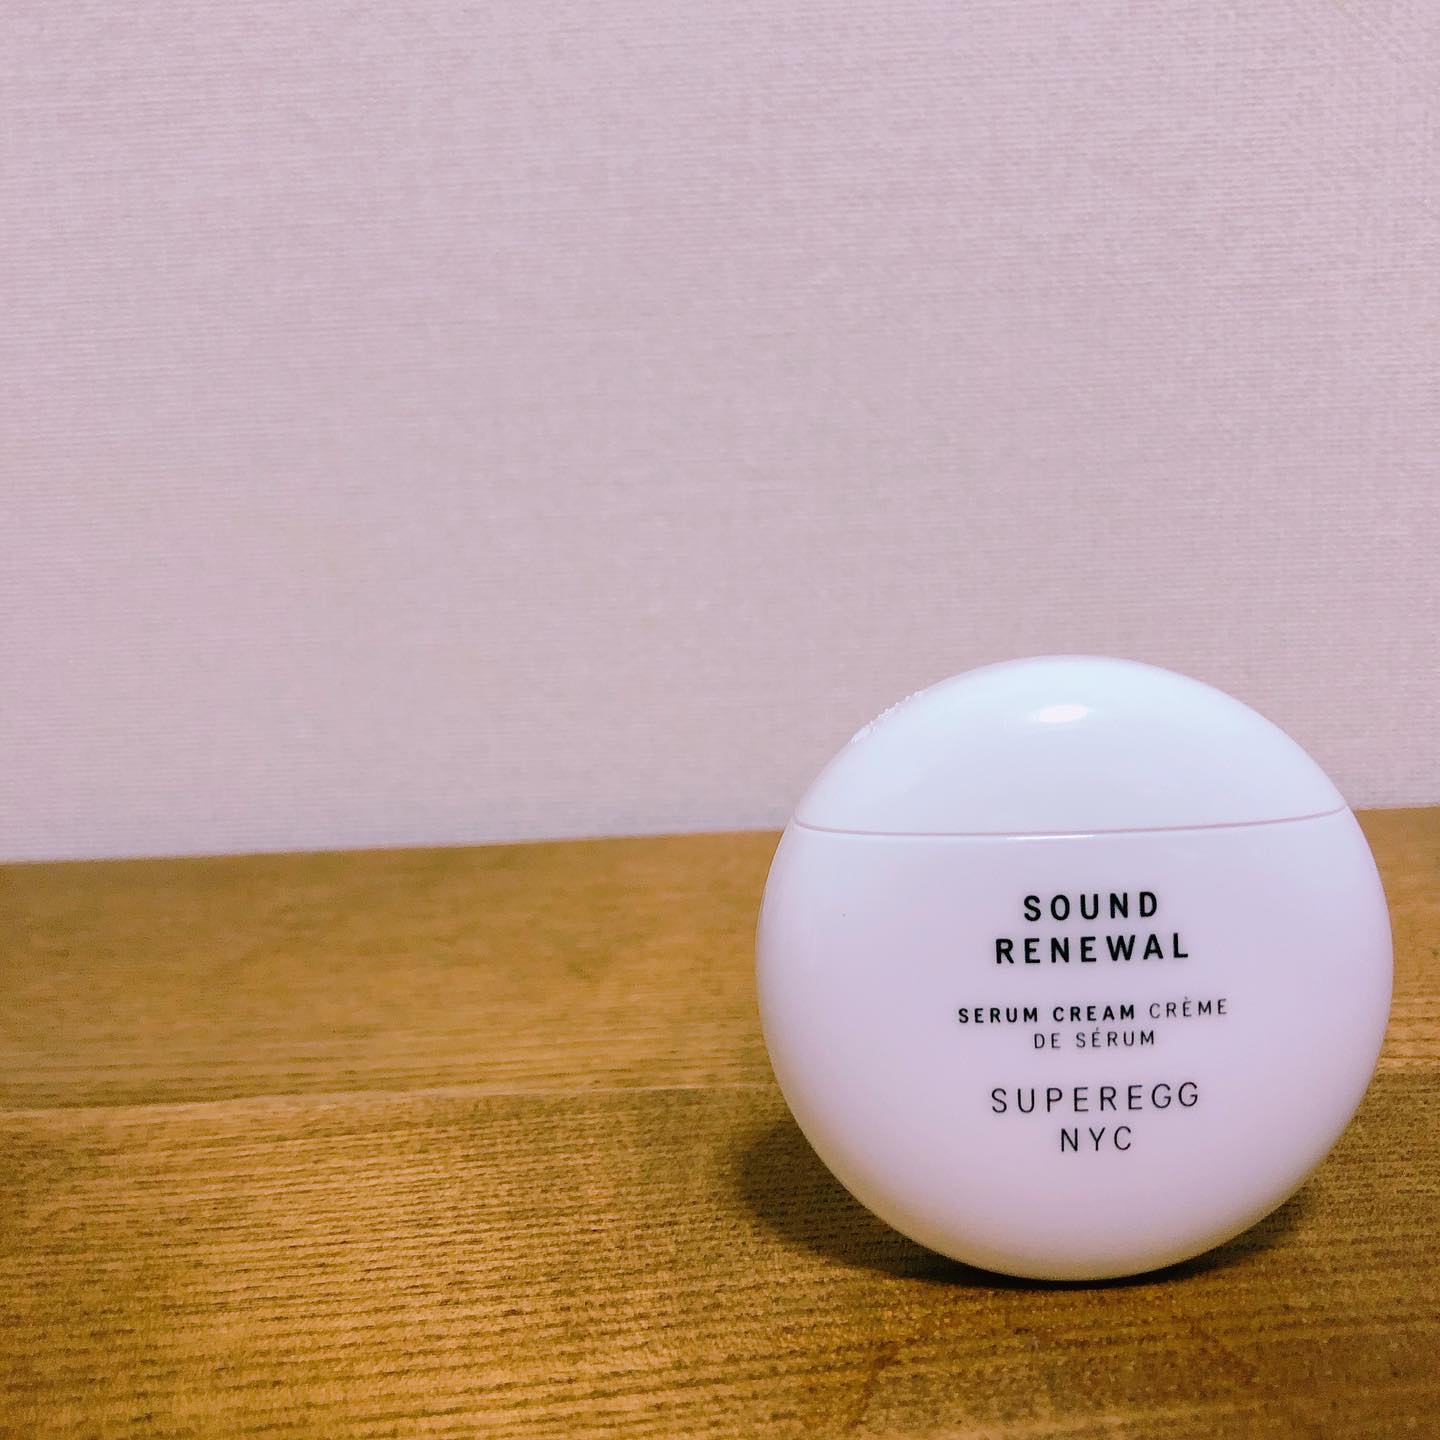 SOUND
RENEWAL
SERUM CREAM CRÈME
DE SÉRUM
SUPEREGG
NYC